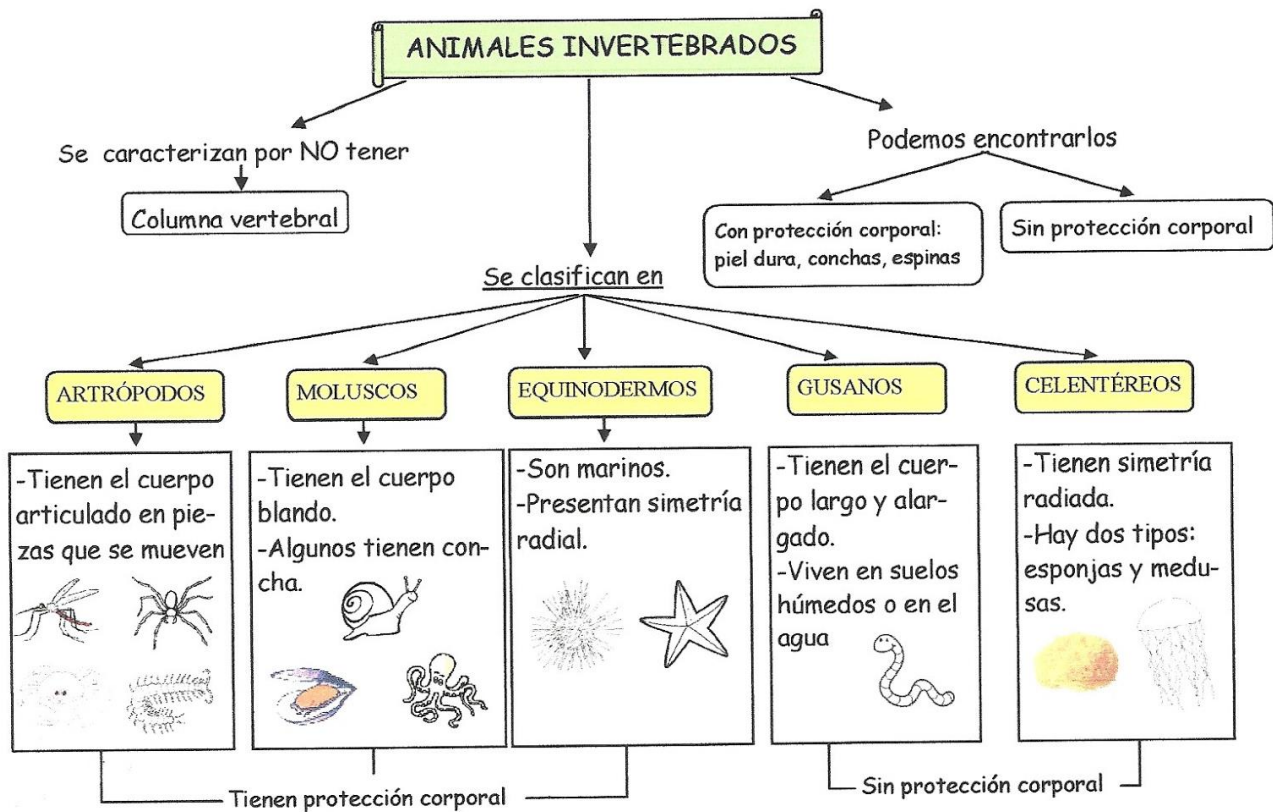 ANIMALES INVERTEBRADOS
Se caracterizan por NO tener
Columna vertebral
Podemos encontrarlos
Con protección corporal:
piel dura, conchas, espinas
Sin protección corporal
Se clasifican en
ARTRÓPODOS
MOLUSCOS
EQUINODERMOS
GUSANOS
CELENTÉREOS
-Tienen el cuerpo
articulado en pie-
zas que se mueven
-Tienen el cuerpo
blando.
-Algunos tienen con-
cha.
-Son marinos.
-Presentan simetría
radial.
-Tienen el cuer-
po largo y alar-
gado.
-Viven en suelos
húmedos o en el
agua
-Tienen simetría
radiada.
-Hay dos tipos:
esponjas y medu-
sas.
Tienen protección corporal
Sin protección corporal